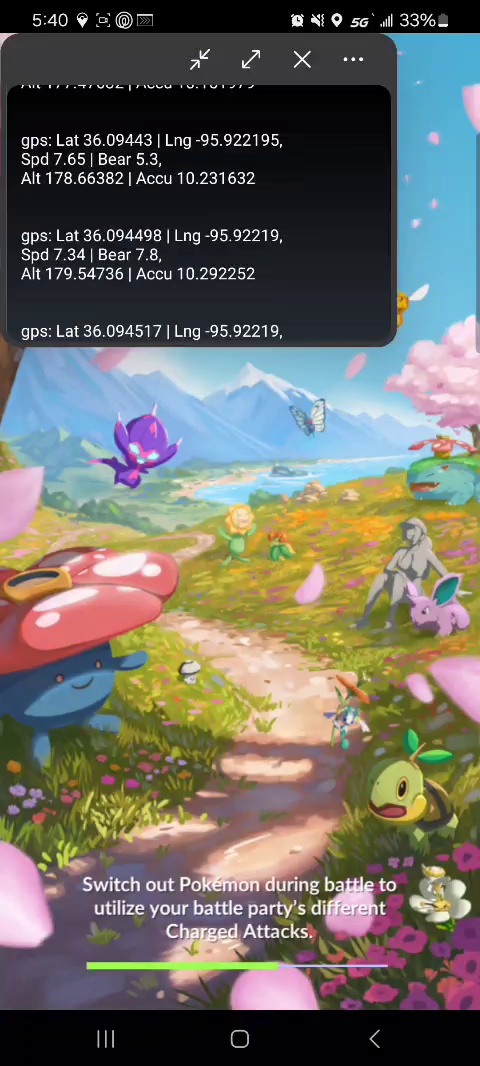 5:40
5G
33%
gps: Lat 36.09443 | Lng -95.922195,
Spd 7.65 | Bear 5.3,
Alt 178.66382 | Accu 10.231632
gps: Lat 36.094498 | Lng -95.92219,
Spd 7.34 | Bear 7.8,
Alt 179.54736 | Accu 10.292252
gps: Lat 36.094517 | Lng -95.92219,
Switch out Pokémon during battle to
utilize your battle party's different
Charged Attacks.